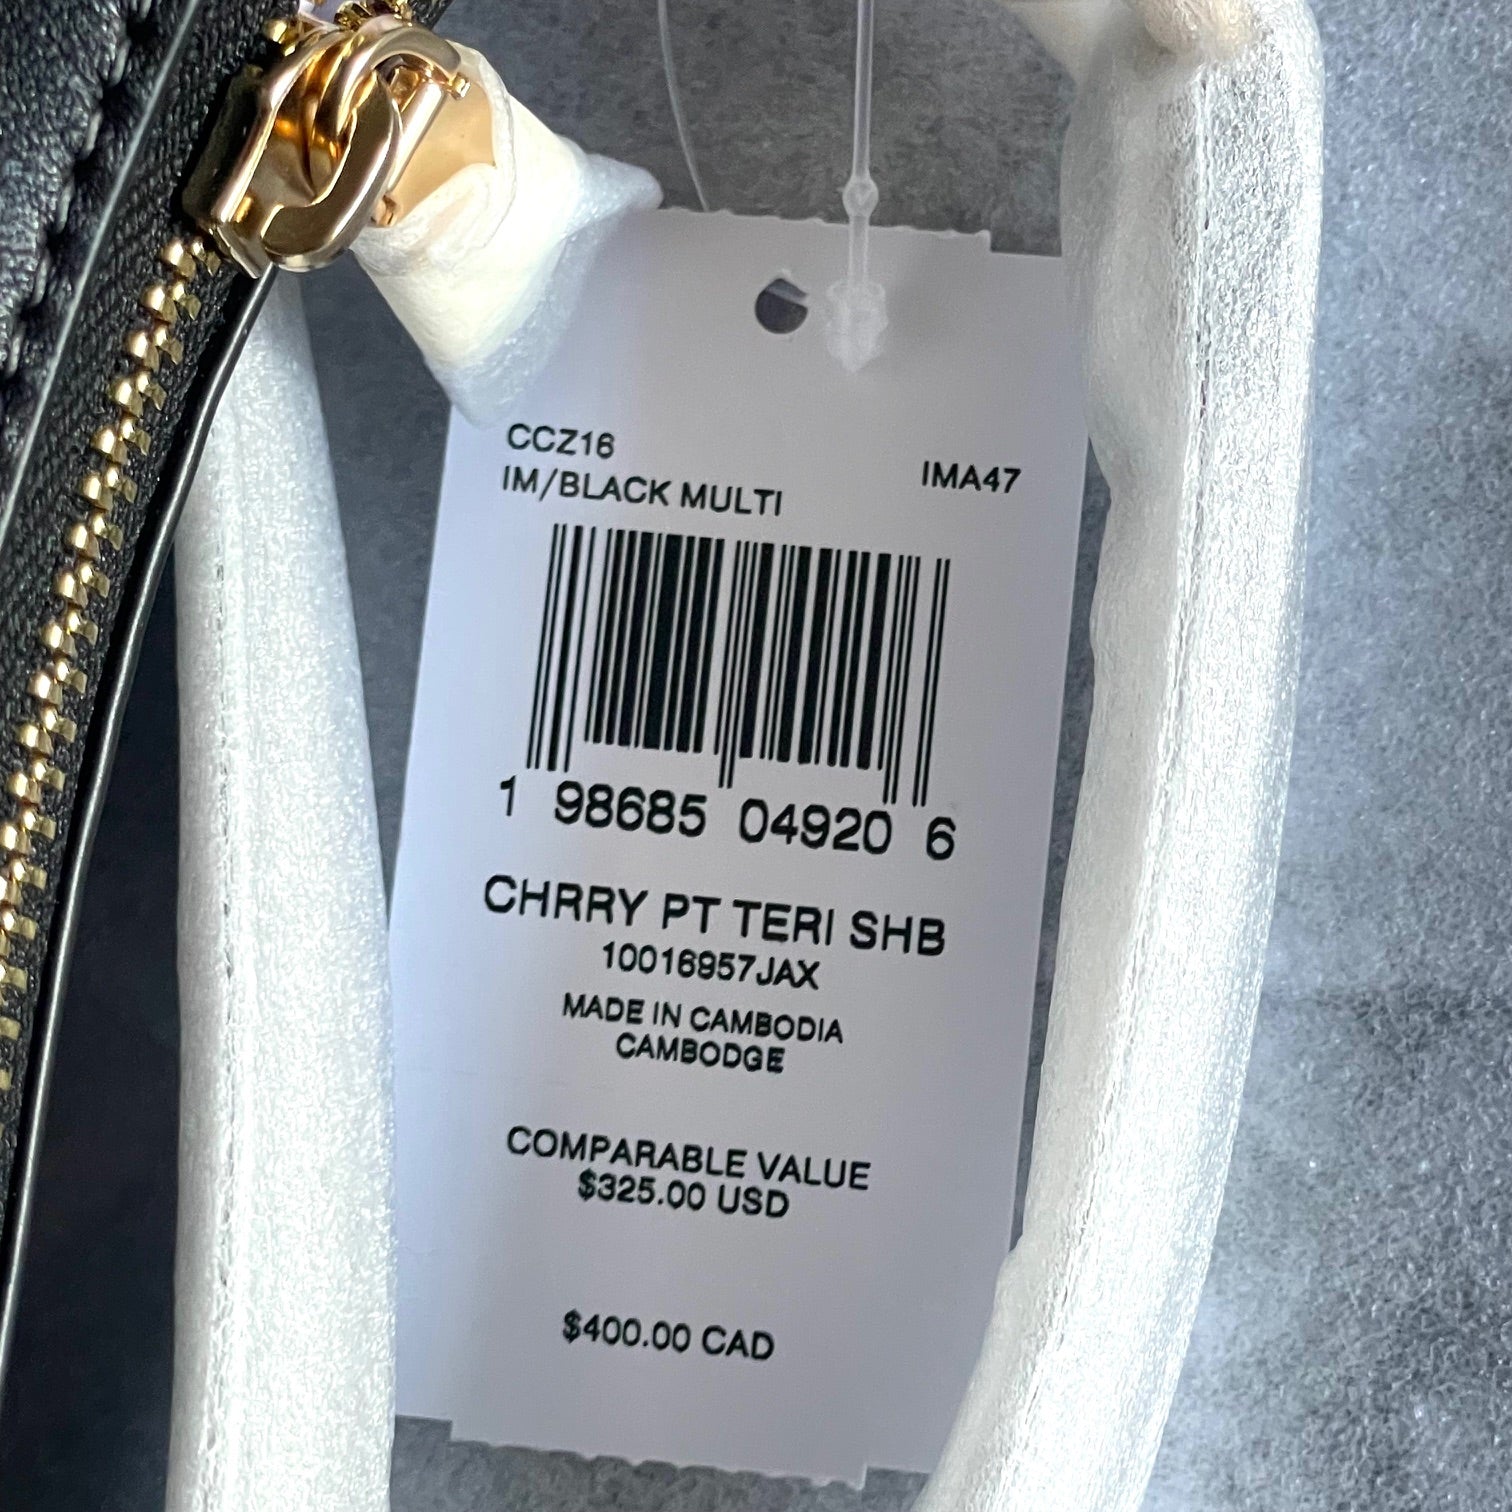 CCZ16
IM/BLACK MULTI
IMA47
1 98685 04920 6
CHRRY PT TERI SHB
10016957JAX
MADE IN CAMBODIA
CAMBODGE
COMPARABLE VALUE
$325.00 USD
$400.00 CAD